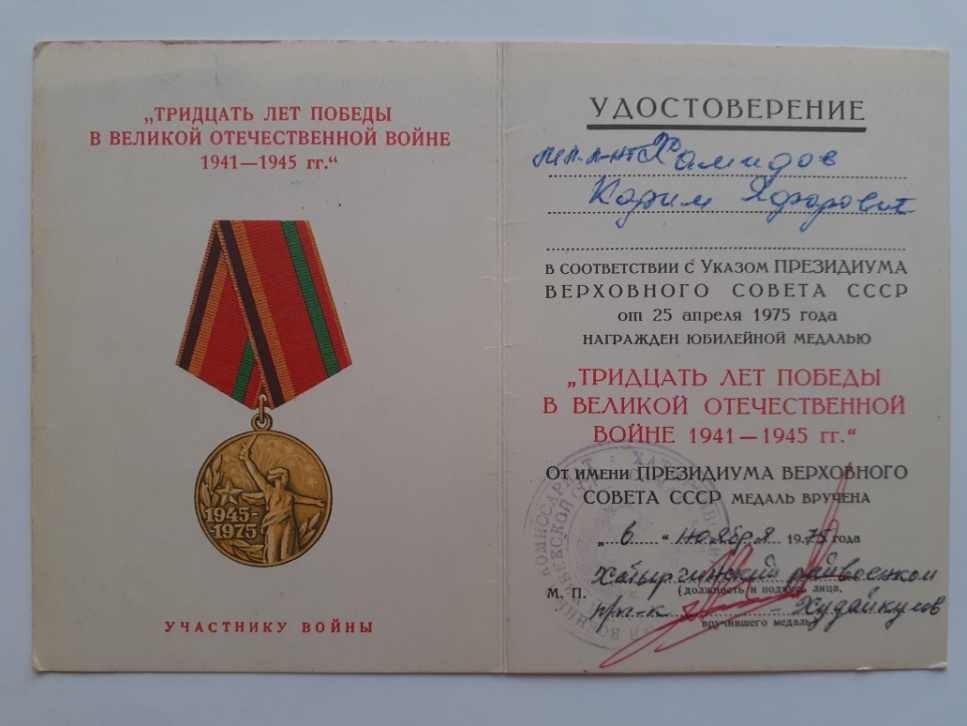 „ТРИДЦАТЬ ЛЕТ ПОБЕДЫ
В ВЕЛИКОЙ ОТЕЧЕСТВЕННОЙ ВОЙНЕ
1941—1945 гг.“
1945-
-1975
УЧАСТНИКУ ВОЙНЫ
УДОСТОВЕРЕНИЕ
Хамидов
Карим Яфарович
В СООТВЕТСТВИИ С УКАЗОМ ПРЕЗИДИУМА
ВЕРХОВНОГО СОВЕТА СССР
от 25 апреля 1975 года
НАГРАЖДЕН ЮБИЛЕЙНОЙ МЕДАЛЬЮ
„ТРИДЦАТЬ ЛЕТ ПОБЕДЫ
В ВЕЛИКОЙ ОТЕЧЕСТВЕННОЙ
ВОЙНЕ 1941—1945 гг.“
От имени ПРЕЗИДИУМА ВЕРХОВНОГО
СОВЕТА СССР МЕДАЛЬ ВРУЧЕНА
„6“ ноября 1975 года
Хатырчинский райвоенком
М. П. (должность и подпись лица,
п/п-к Худайкулов
вручившего медаль)